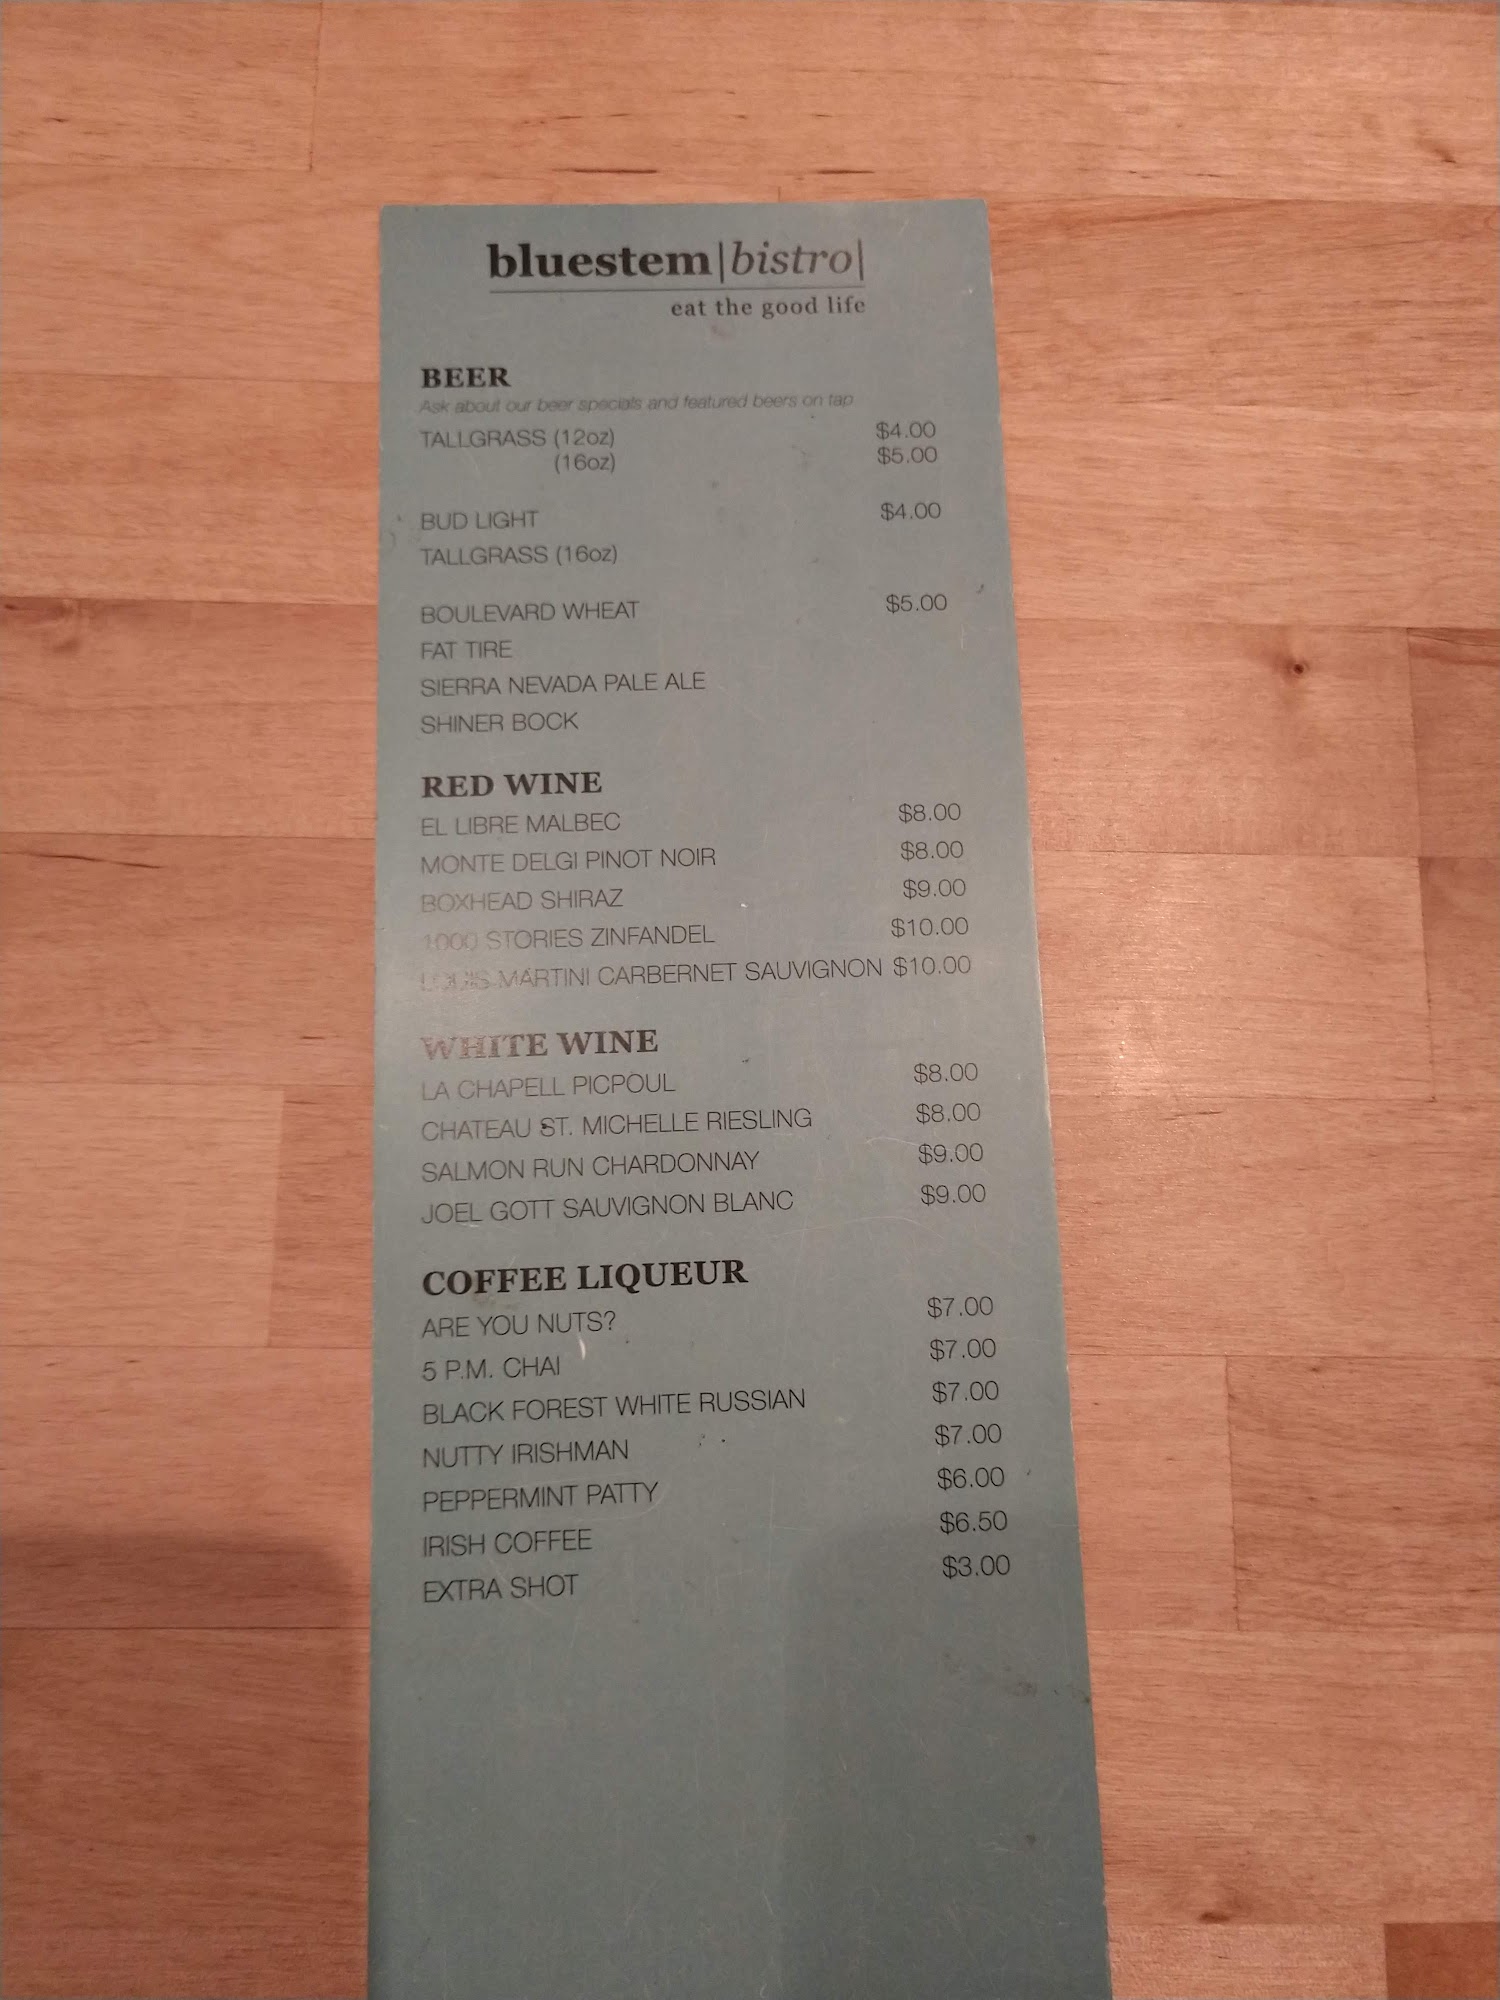 bluestem|bistro|
eat the good life
BEER
Ask about our beer specials and featured beers on tap
TALLGRASS (12oz) $4.00
(16oz) $5.00
BUD LIGHT $4.00
TALLGRASS (16oz)
BOULEVARD WHEAT $5.00
FAT TIRE
SIERRA NEVADA PALE ALE
SHINER BOCK
RED WINE
EL LIBRE MALBEC $8.00
MONTE DELGI PINOT NOIR $8.00
BOXHEAD SHIRAZ $9.00
1000 STORIES ZINFANDEL $10.00
LOUIS MARTINI CARBERNET SAUVIGNON $10.00
WHITE WINE
LA CHAPELL PICPOUL $8.00
CHATEAU ST. MICHELLE RIESLING $8.00
SALMON RUN CHARDONNAY $9.00
JOEL GOTT SAUVIGNON BLANC $9.00
COFFEE LIQUEUR
ARE YOU NUTS? $7.00
5 P.M. CHAI $7.00
BLACK FOREST WHITE RUSSIAN $7.00
NUTTY IRISHMAN $7.00
PEPPERMINT PATTY $6.00
IRISH COFFEE $6.50
EXTRA SHOT $3.00